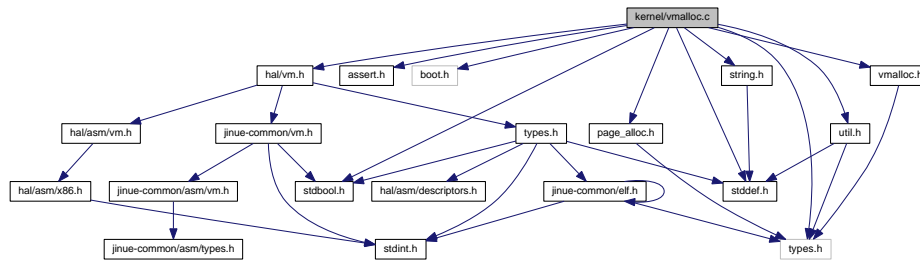 kernel/vmalloc.c
hal/vm.h
assert.h
boot.h
string.h
vmalloc.h
hal/asm/vm.h
jinue-common/vm.h
types.h
page_alloc.h
util.h
hal/asm/x86.h
jinue-common/asm/vm.h
stdbool.h
hal/asm/descriptors.h
jinue-common/elf.h
stddef.h
jinue-common/asm/types.h
stdint.h
types.h